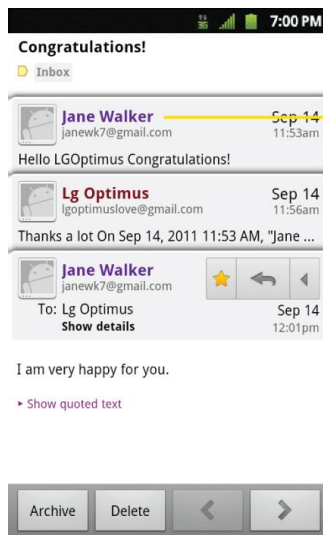 3G 7:00 PM
Congratulations!
Inbox
Jane Walker Sep 14
janewk7@gmail.com 11:53am
Hello LGOptimus Congratulations!
Lg Optimus Sep 14
lgoptimuslove@gmail.com 11:56am
Thanks a lot On Sep 14, 2011 11:53 AM, "Jane ...
Jane Walker
janewk7@gmail.com
To: Lg Optimus Sep 14
Show details 12:01pm
I am very happy for you.
Show quoted text
Archive Delete